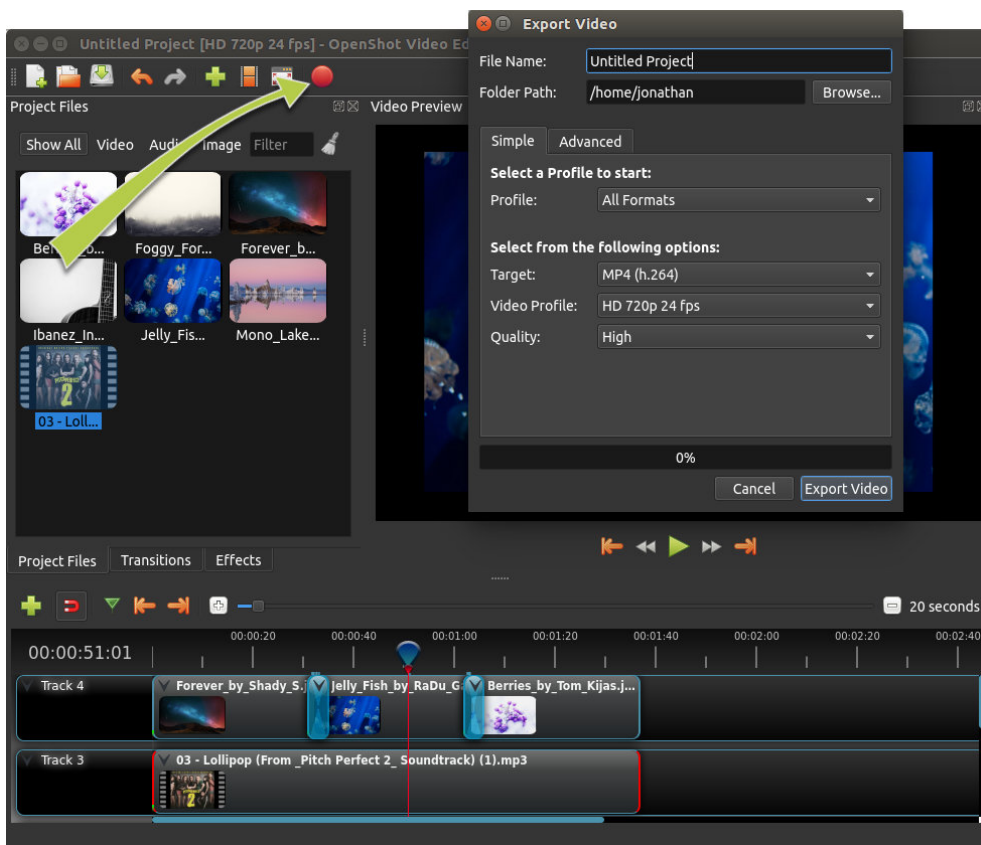 Untitled Project [HD 720p 24 fps] - OpenShot Video Ed
Project Files
Video Preview
Show All Video Audio Image Filter
Foggy_For... Forever_b...
Ibanez_In... Jelly_Fis... Mono_Lake...
03 - Loll...
Project Files Transitions Effects
Export Video
File Name: Untitled Project
Folder Path: /home/jonathan Browse...
Simple Advanced
Select a Profile to start:
Profile: All Formats
Select from the following options:
Target: MP4 (h.264)
Video Profile: HD 720p 24 fps
Quality: High
0%
Cancel Export Video
20 seconds
00:00:51:01
00:00:20 00:00:40 00:01:00 00:01:20 00:01:40 00:02:00 00:02:20 00:02:40
Track 4
Forever_by_Shady_S.j Jelly_Fish_by_RaDu_Ga Berries_by_Tom_Kijas.j...
Track 3
03 - Lollipop (From _Pitch Perfect 2_ Soundtrack) (1).mp3
2